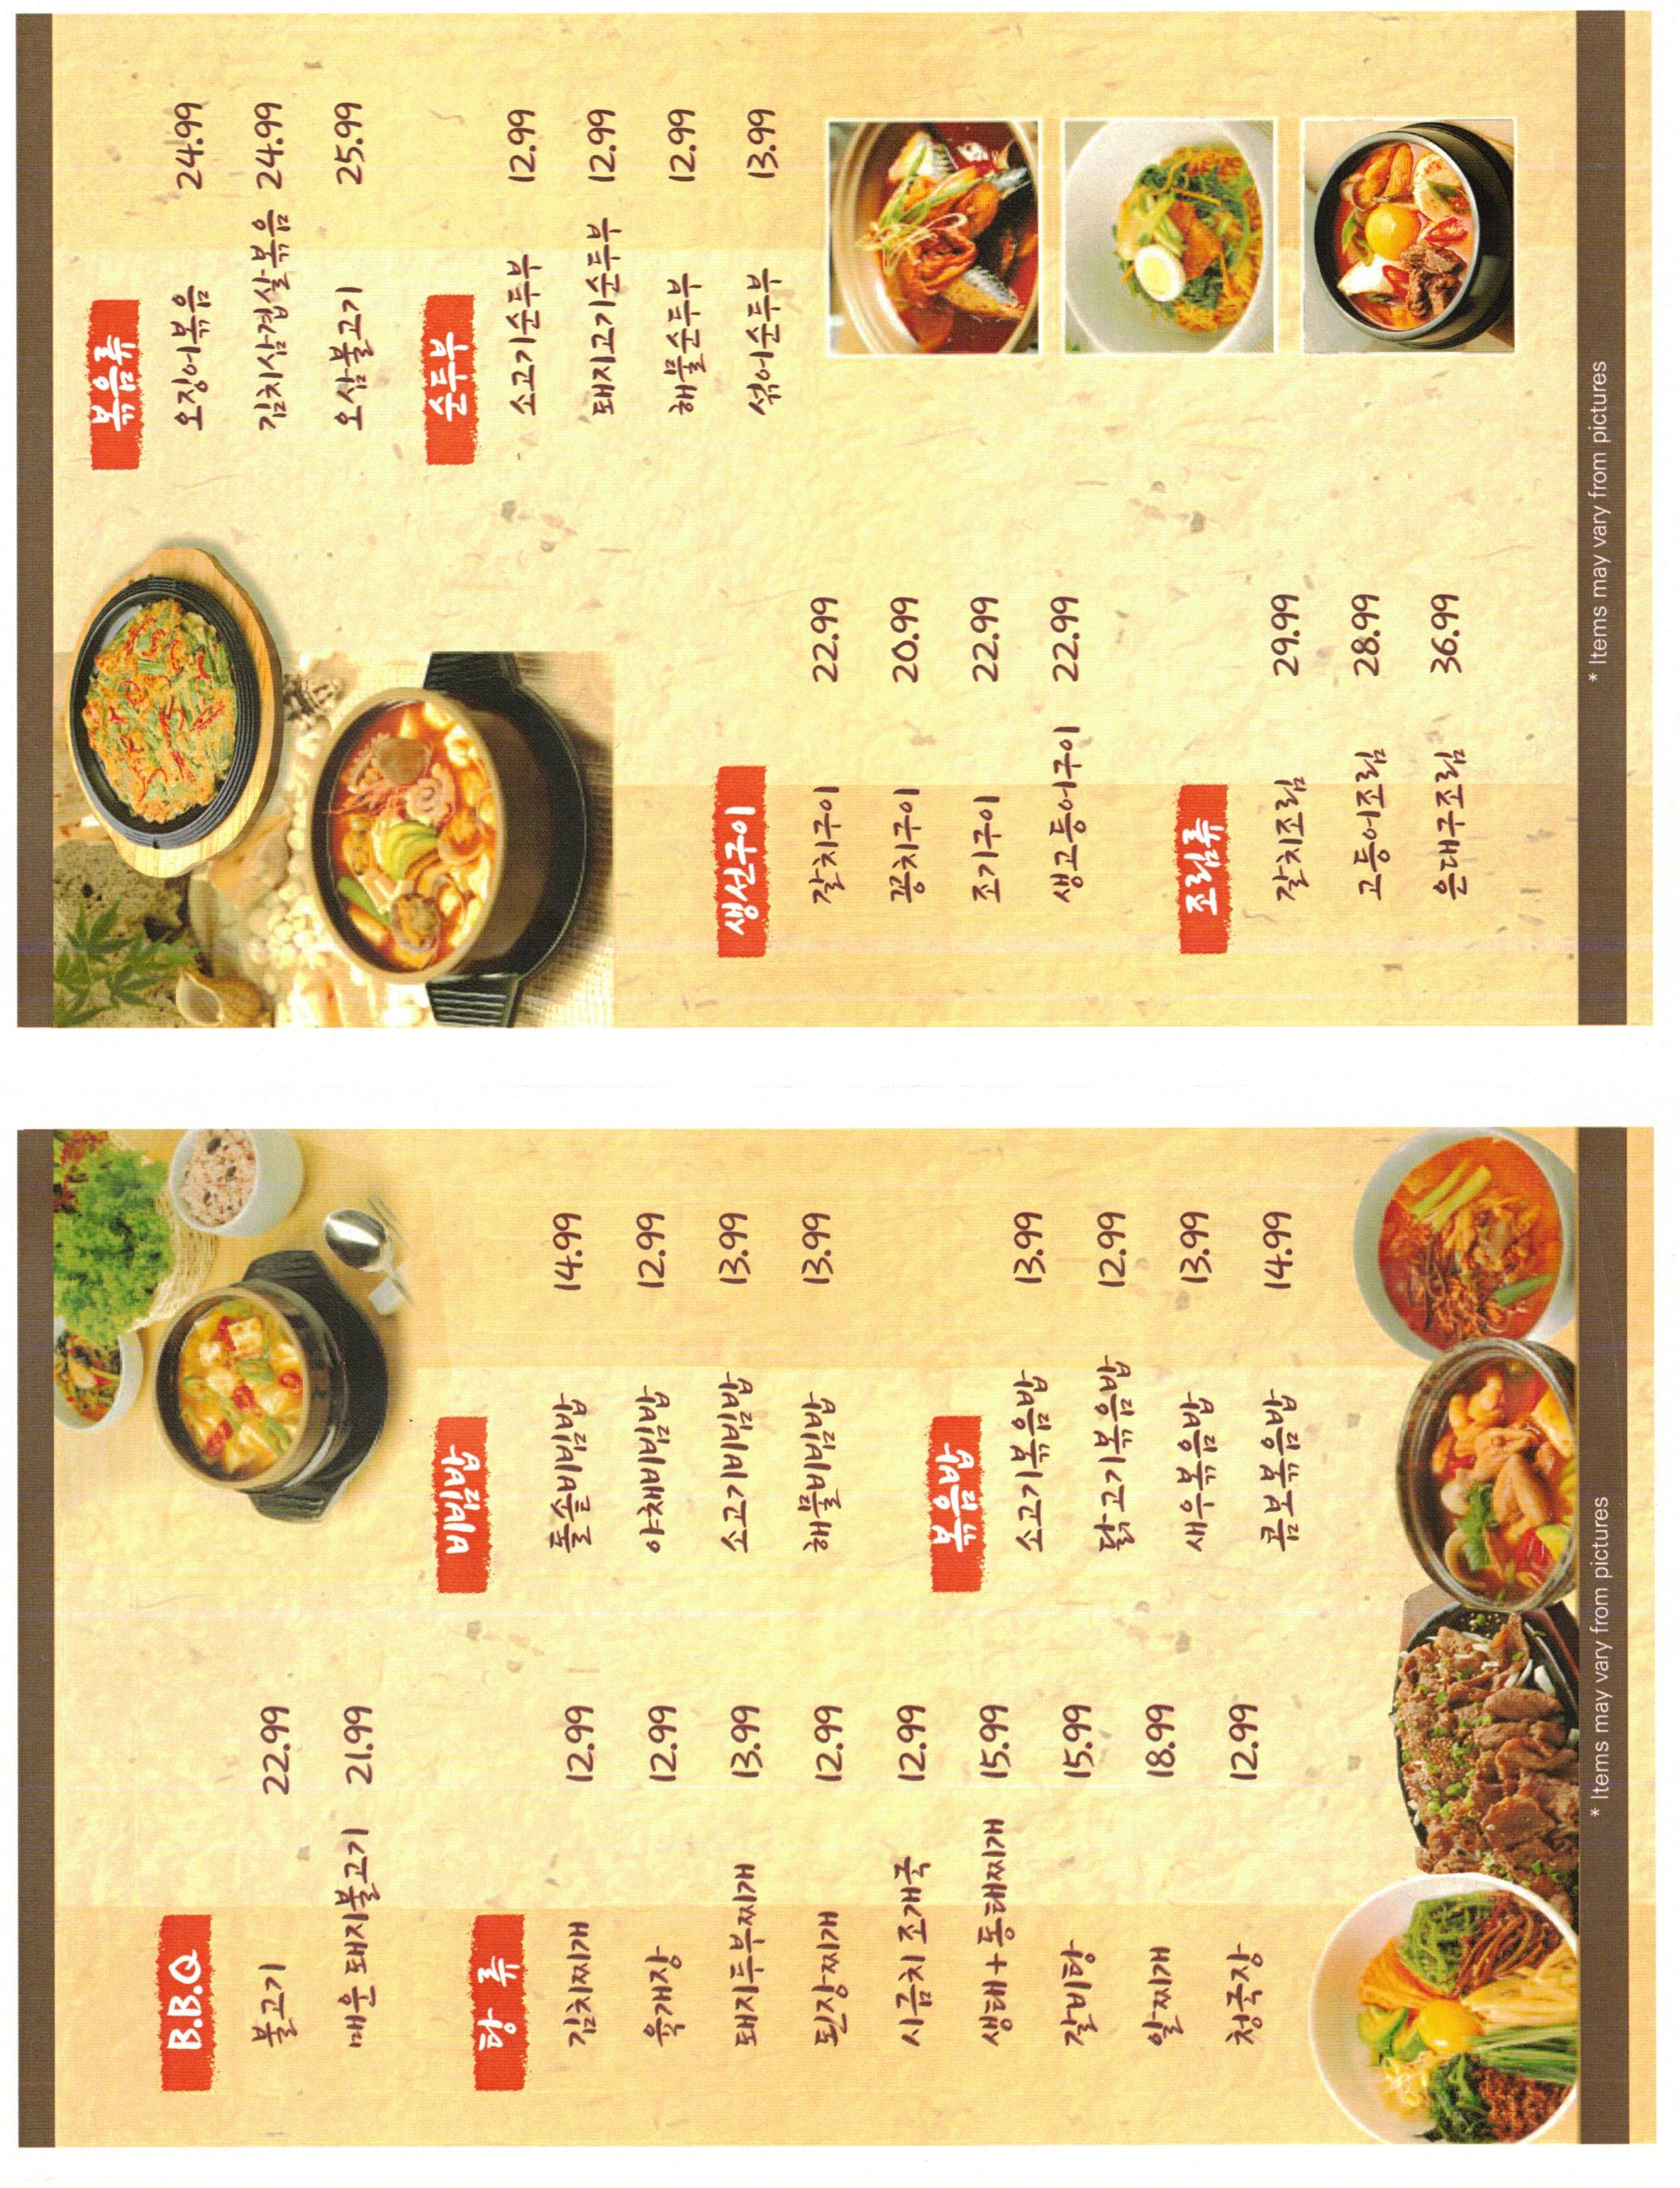 B.B.Q
불고기 22.99
매운 돼지불고기 21.99
탕 류
김치찌개 12.99
육개장 12.99
돼지두부찌개 13.99
된장찌개 12.99
시금치 조개국 12.99
생태+동태찌개 15.99
갈비탕 15.99
알찌개 18.99
청국장 12.99
비빔밥
돌솥비빔밥 14.99
야채비빔밥 12.99
소고기비빔밥 13.99
해물비빔밥 13.99
볶음밥
소고기볶음밥 13.99
닭고기볶음밥 12.99
새우볶음밥 13.99
콤보볶음밥 14.99
* Items may vary from pictures
생선구이
갈치구이 22.99
꽁치구이 20.99
조기구이 22.99
생고등어구이 22.99
조림류
갈치조림 29.99
고등어조림 28.99
은대구조림 36.99
볶음류
오징어볶음 24.99
김치삼겹살볶음 24.99
오삼불고기 25.99
순두부
소고기순두부 12.99
돼지고기순두부 12.99
해물순두부 12.99
섞어순두부 13.99
* Items may vary from pictures